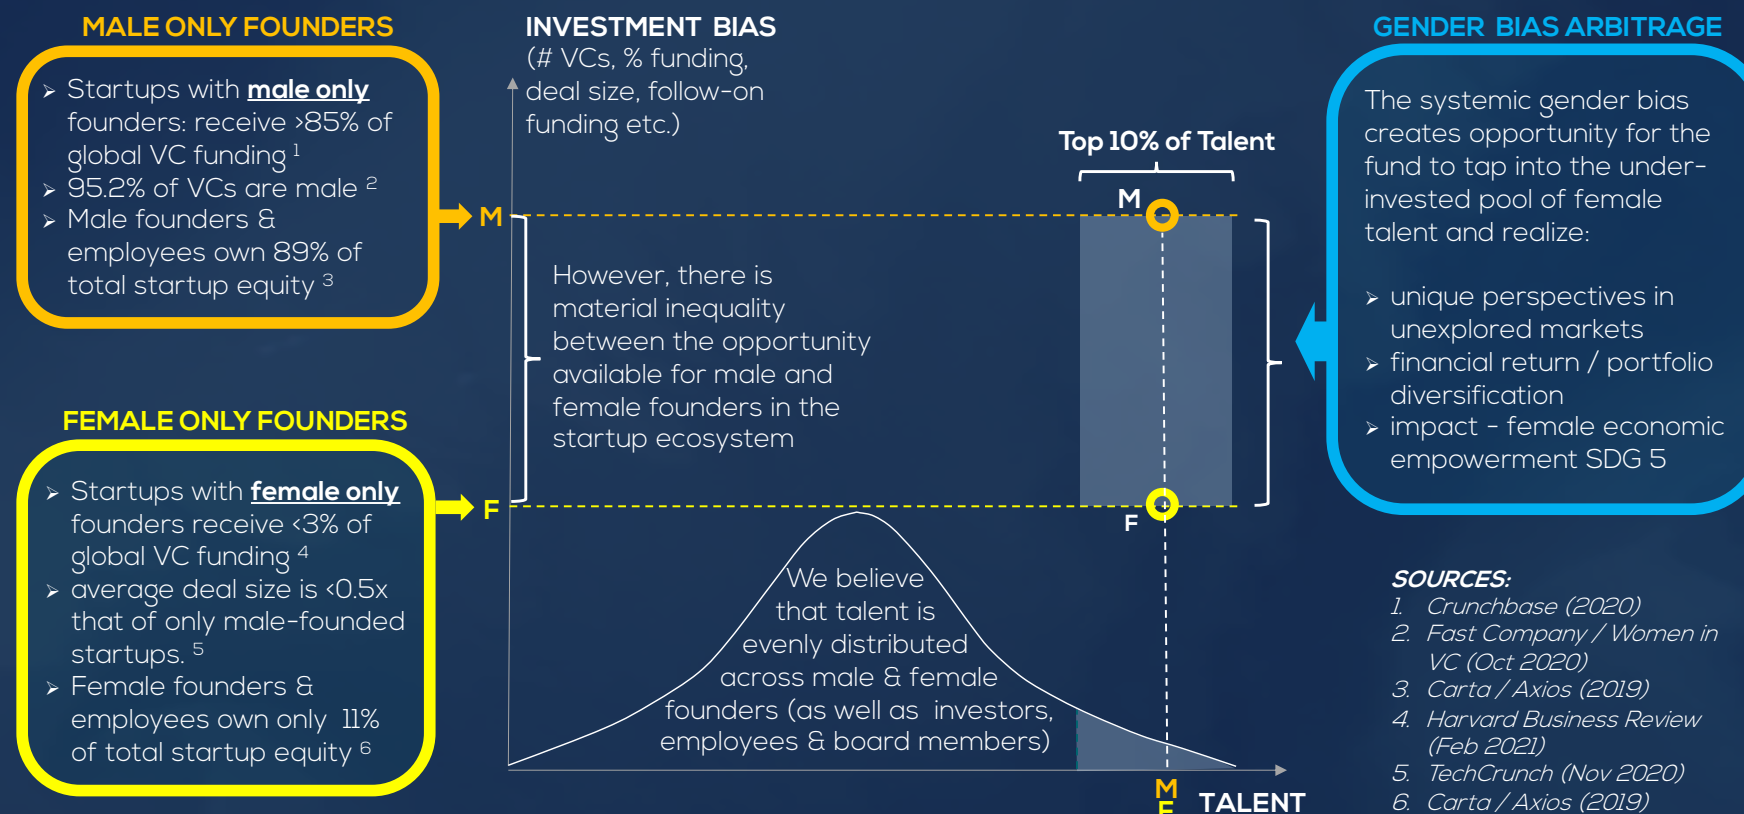 MALE ONLY FOUNDERS
➢ Startups with male only
founders: receive >85% of
global VC funding 1
➢ 95.2% of VCs are male 2
➢ Male founders &
employees own 89% of
total startup equity 3
FEMALE ONLY FOUNDERS
➢ Startups with female only
founders receive <3% of
global VC funding 4
➢ average deal size is <0.5x
that of only male-founded
startups. 5
➢ Female founders &
employees own only 11%
of total startup equity 6
INVESTMENT BIAS
(# VCs, % funding,
deal size, follow-on
funding etc.)
M
F
However, there is
material inequality
between the opportunity
available for male and
female founders in the
startup ecosystem
Top 10% of Talent
M
F
We believe
that talent is
evenly distributed
across male & female
founders (as well as investors,
employees & board members)
M
F
TALENT
GENDER BIAS ARBITRAGE
The systemic gender bias
creates opportunity for the
fund to tap into the under-
invested pool of female
talent and realize:
➢ unique perspectives in
unexplored markets
➢ financial return / portfolio
diversification
➢ impact - female economic
empowerment SDG 5
SOURCES:
1. Crunchbase (2020)
2. Fast Company / Women in
VC (Oct 2020)
3. Carta / Axios (2019)
4. Harvard Business Review
(Feb 2021)
5. TechCrunch (Nov 2020)
6. Carta / Axios (2019)